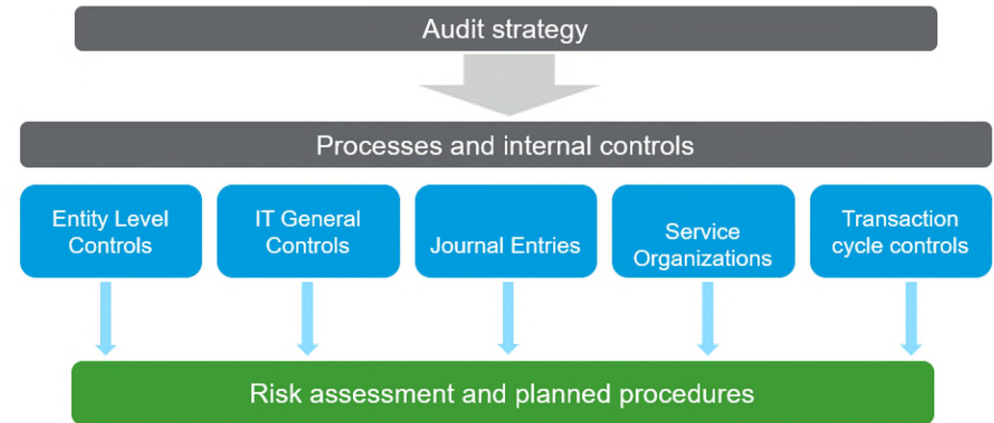 Audit strategy
Processes and internal controls
Entity Level
Controls
IT General
Controls
Journal Entries
Service
Organizations
Transaction
cycle controls
Risk assessment and planned procedures